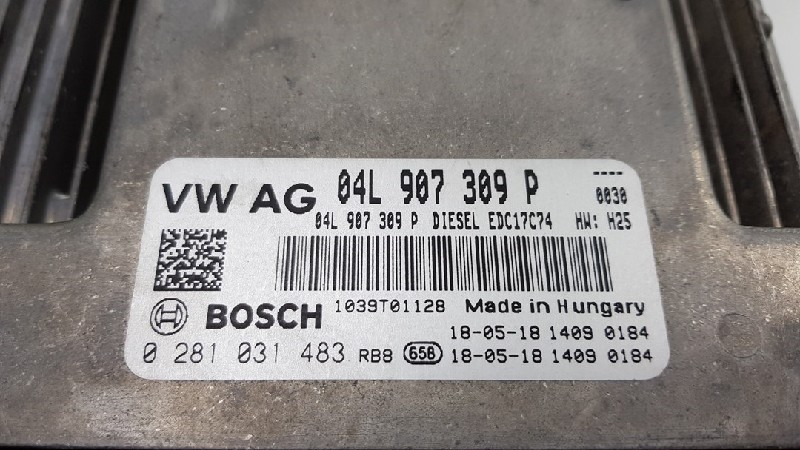 ----
VW AG 04L 907 309 P 0030
04L 907 309 P DIESEL EDC17C74 HW: H25
BOSCH 1039T01128 Made in Hungary
18-05-18 1409 0184
0 281 031 483 RB8 658 18-05-18 1409 0184